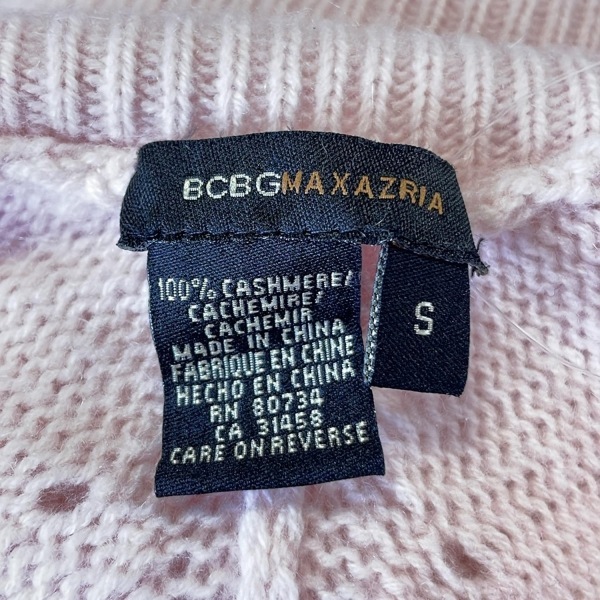 BCBGMAXAZRIA
100% CASHMERE/
CACHEMIRE/
CACHEMIR
MADE IN CHINA
FABRIQUE EN CHINE
HECHO EN CHINA
RN 80734
CA 31458
CARE ON REVERSE
S